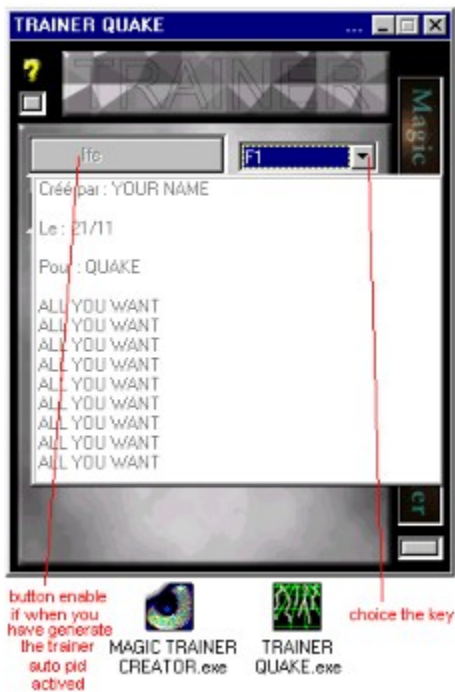 TRAINER QUAKE ...
?
TRAINER
Magic
life
F1
Créé par : YOUR NAME
Le : 21/11
Pour : QUAKE
ALL YOU WANT
ALL YOU WANT
ALL YOU WANT
ALL YOU WANT
ALL YOU WANT
ALL YOU WANT
ALL YOU WANT
ALL YOU WANT
ALL YOU WANT
er
button enable
if when you
have generate
the trainer
auto pid
actived
MAGIC TRAINER
CREATOR.exe
TRAINER
QUAKE.exe
choice the key